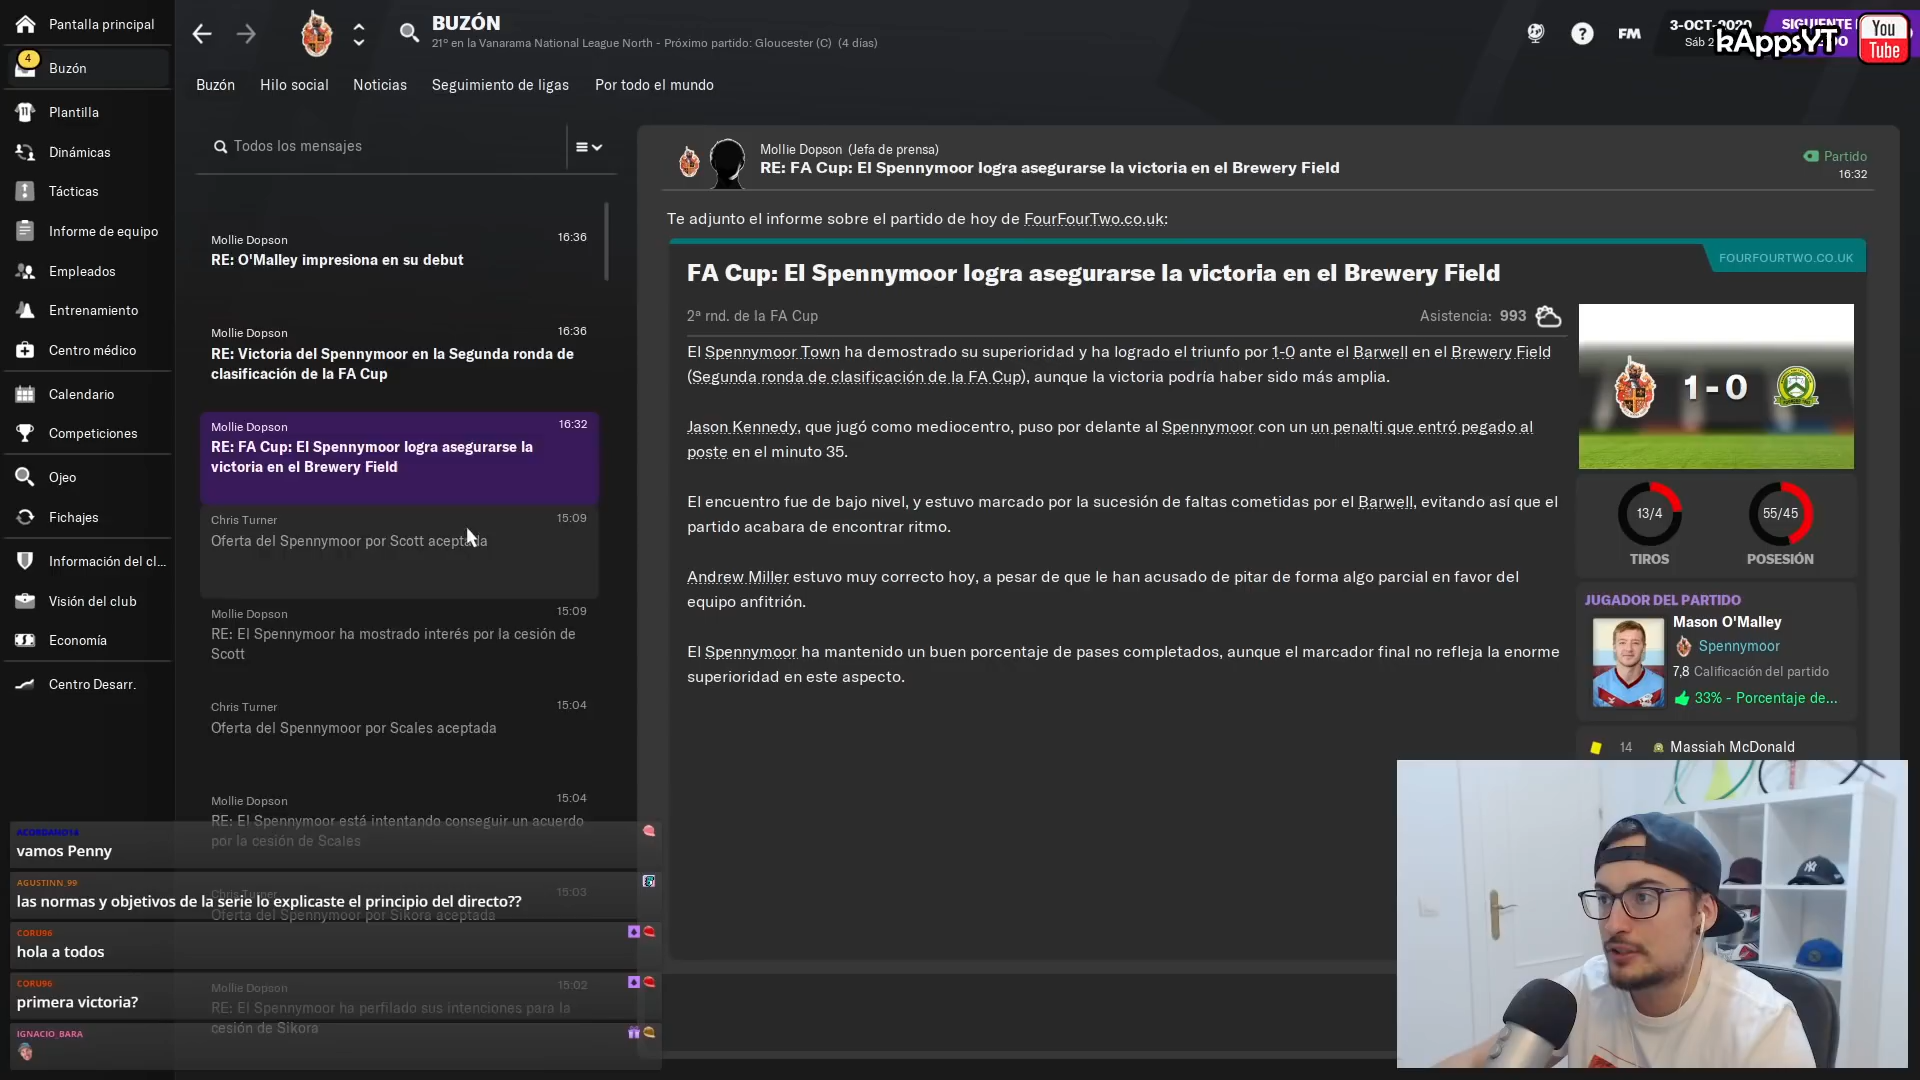 Pantalla principal
4
Buzón
Plantilla
Dinámicas
Tácticas
Informe de equipo
Empleados
Entrenamiento
Centro médico
Calendario
Competiciones
Ojeo
Fichajes
Información del cl...
Visión del club
Economía
Centro Desarr.
BUZÓN
21º en la Vanarama National League North - Próximo partido: Gloucester (C) (4 días)
FM
3-OCT-2020
Sáb
SIGUIENTE
kAppsYT
You
Tube
Buzón
Hilo social
Noticias
Seguimiento de ligas
Por todo el mundo
Todos los mensajes
Mollie Dopson
16:36
RE: O'Malley impresiona en su debut
Mollie Dopson
16:36
RE: Victoria del Spennymoor en la Segunda ronda de
clasificación de la FA Cup
Mollie Dopson
16:32
RE: FA Cup: El Spennymoor logra asegurarse la
victoria en el Brewery Field
Chris Turner
15:09
Oferta del Spennymoor por Scott aceptada
Mollie Dopson
15:09
RE: El Spennymoor ha mostrado interés por la cesión de
Scott
Chris Turner
15:04
Oferta del Spennymoor por Scales aceptada
Mollie Dopson
15:04
RE: El Spennymoor está intentando conseguir un acuerdo
por la cesión de Scales
Chris Turner
15:03
Oferta del Spennymoor por Sikora aceptada
Mollie Dopson
15:02
RE: El Spennymoor ha perfilado sus intenciones para la
cesión de Sikora
ACORDANO14
vamos Penny
AGUSTINN_99
las normas y objetivos de la serie lo explicaste el principio del directo??
CORU96
hola a todos
CORU96
primera victoria?
IGNACIO_BARA
Mollie Dopson (Jefa de prensa)
RE: FA Cup: El Spennymoor logra asegurarse la victoria en el Brewery Field
Partido
16:32
Te adjunto el informe sobre el partido de hoy de FourFourTwo.co.uk:
FOURFOURTWO.CO.UK
FA Cup: El Spennymoor logra asegurarse la victoria en el Brewery Field
2ª rnd. de la FA Cup
Asistencia: 993
El Spennymoor Town ha demostrado su superioridad y ha logrado el triunfo por 1-0 ante el Barwell en el Brewery Field
(Segunda ronda de clasificación de la FA Cup), aunque la victoria podría haber sido más amplia.
Jason Kennedy, que jugó como mediocentro, puso por delante al Spennymoor con un un penalti que entró pegado al
poste en el minuto 35.
El encuentro fue de bajo nivel, y estuvo marcado por la sucesión de faltas cometidas por el Barwell, evitando así que el
partido acabara de encontrar ritmo.
Andrew Miller estuvo muy correcto hoy, a pesar de que le han acusado de pitar de forma algo parcial en favor del
equipo anfitrión.
El Spennymoor ha mantenido un buen porcentaje de pases completados, aunque el marcador final no refleja la enorme
superioridad en este aspecto.
1 - 0
13/4
TIROS
55/45
POSESIÓN
JUGADOR DEL PARTIDO
Mason O'Malley
Spennymoor
7,8 Calificación del partido
33% - Porcentaje de...
14
Massiah McDonald